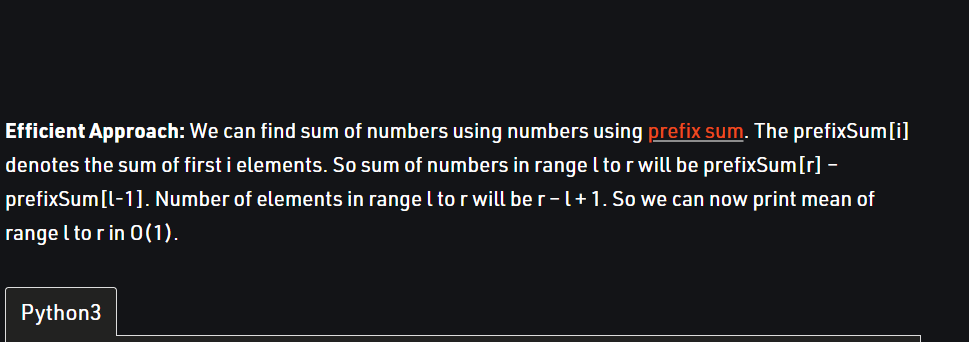 Efficient Approach: We can find sum of numbers using numbers using prefix sum. The prefixSum[i]
denotes the sum of first i elements. So sum of numbers in range l to r will be prefixSum[r] –
prefixSum[l-1]. Number of elements in range l to r will be r – l + 1. So we can now print mean of
range l to r in O(1).
Python3